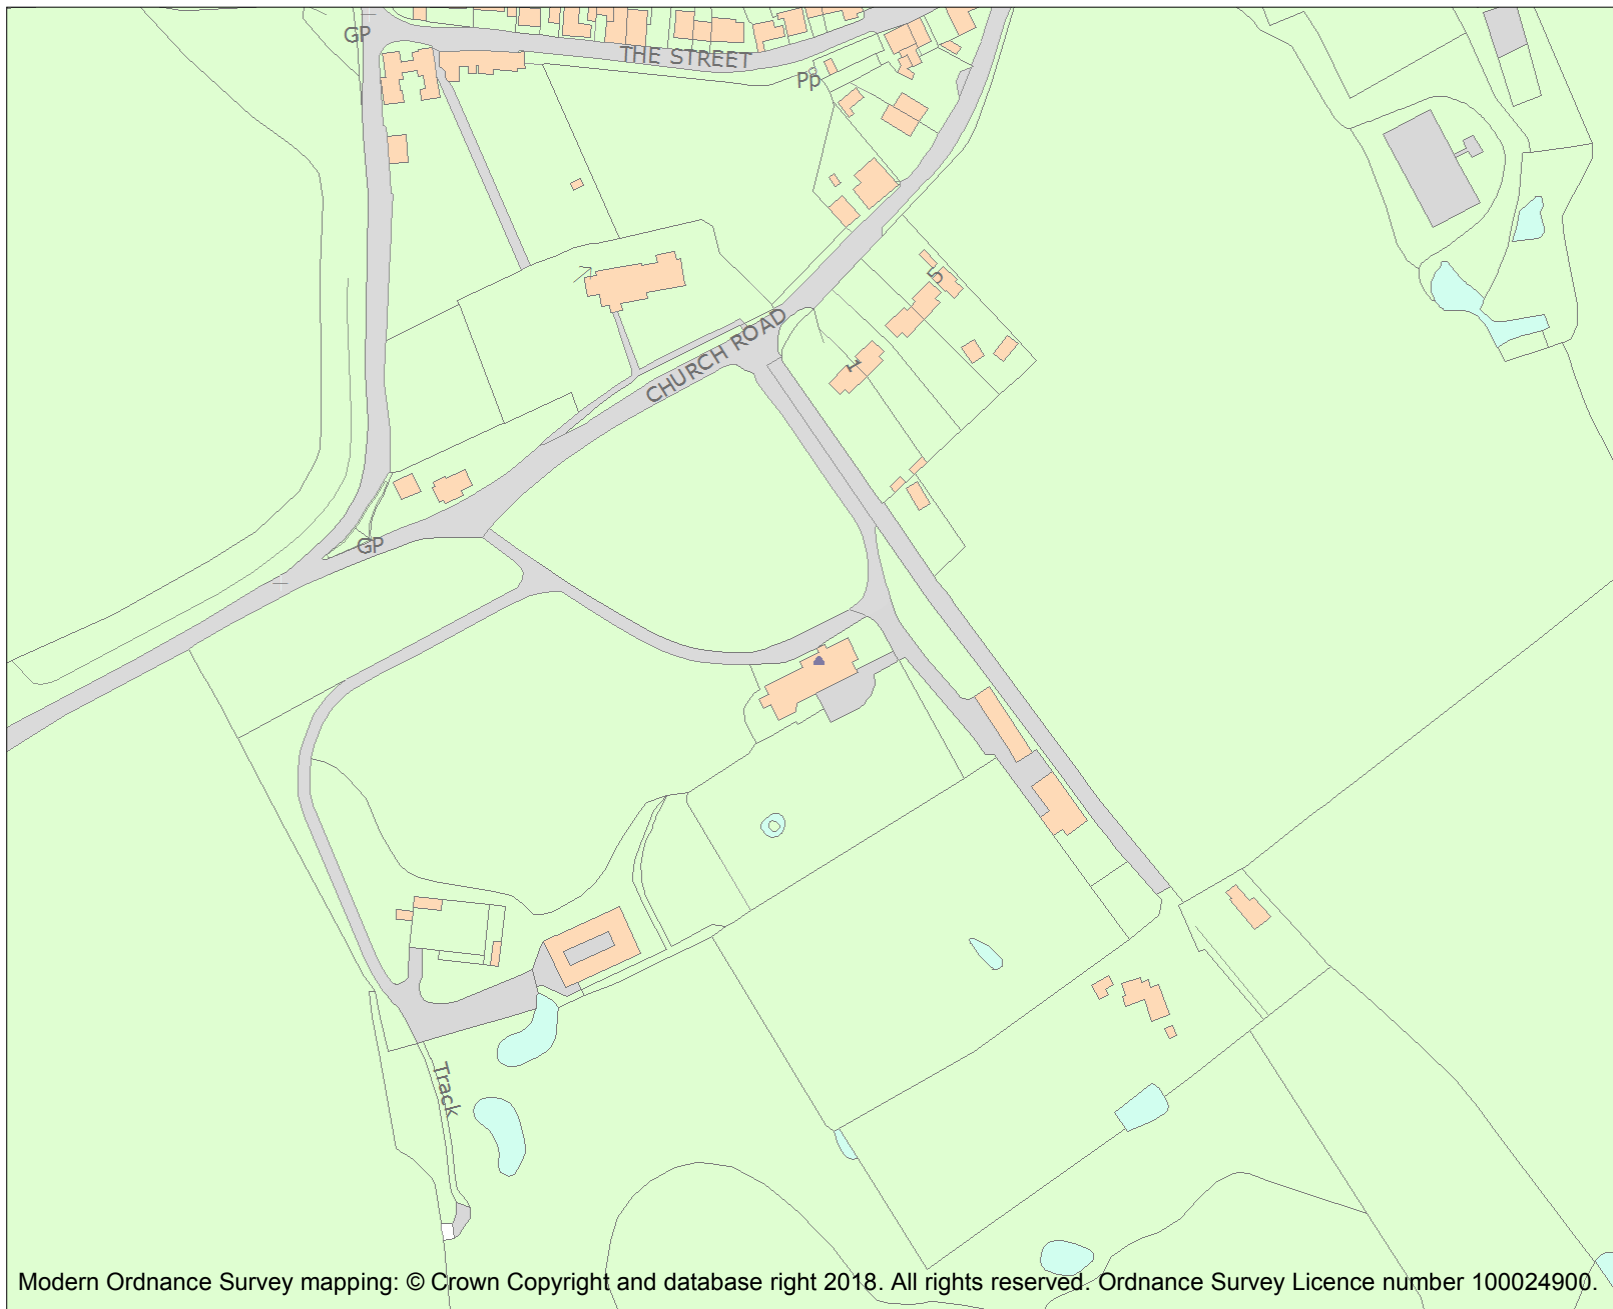 GP
THE STREET
Pp
5
CHURCH ROAD
1
GP
Track
Modern Ordnance Survey mapping: © Crown Copyright and database right 2018. All rights reserved. Ordnance Survey Licence number 100024900.